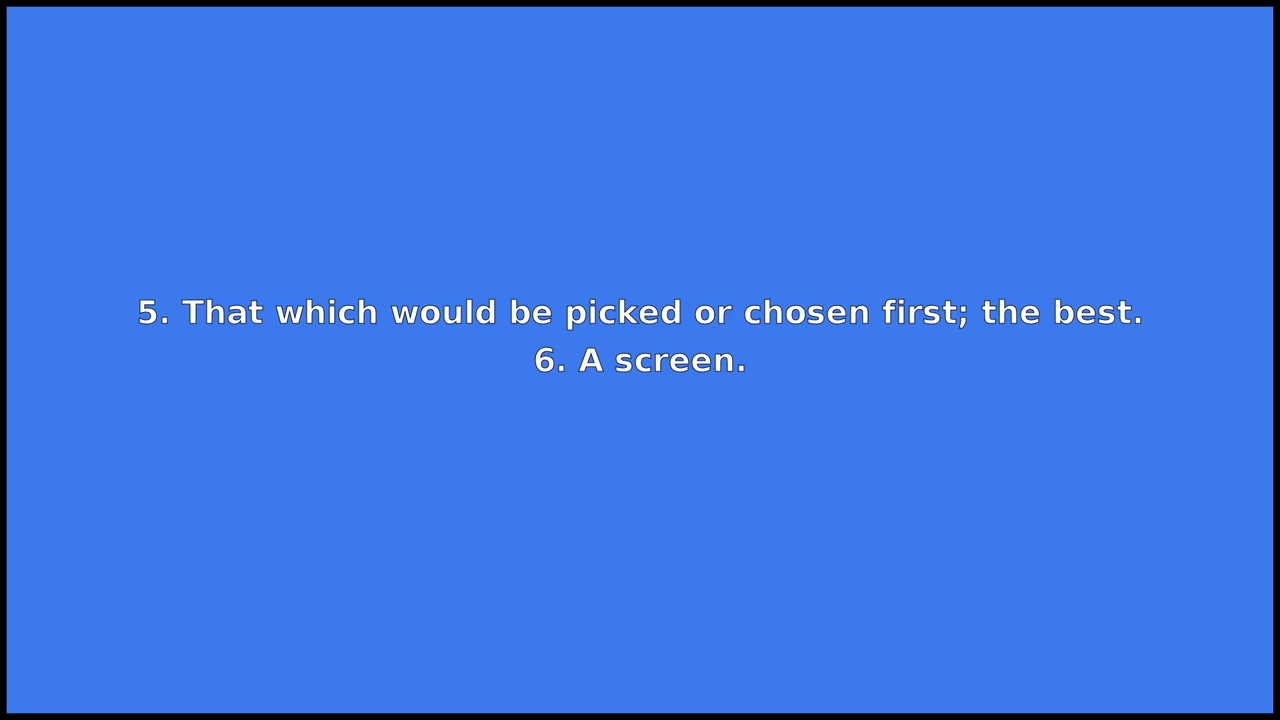 5. That which would be picked or chosen first; the best.
6. A screen.